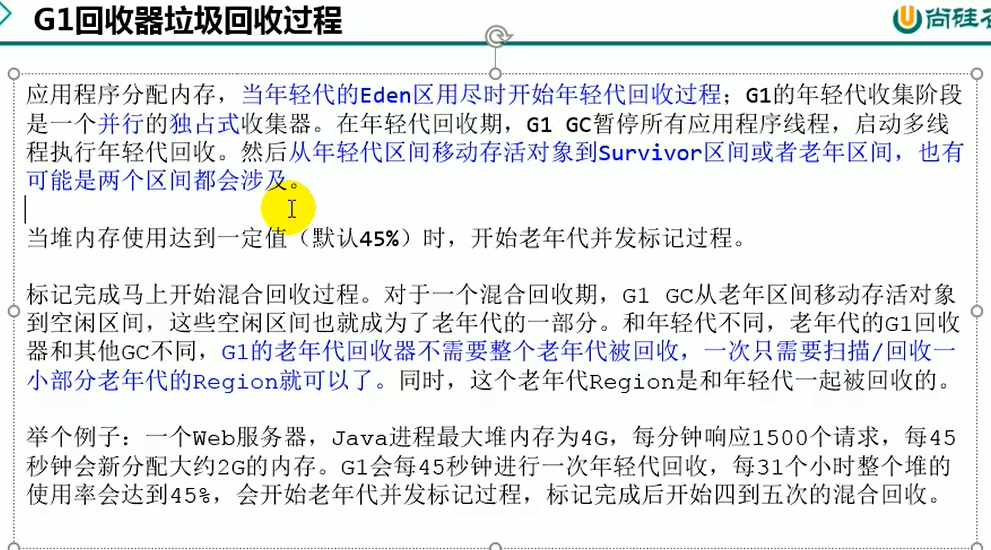 G1回收器垃圾回收过程
尚硅
应用程序分配内存，当年轻代的Eden区用尽时开始年轻代回收过程；G1的年轻代收集阶段
是一个并行的独占式收集器。在年轻代回收期，G1 GC暂停所有应用程序线程，启动多线
程执行年轻代回收。然后从年轻代区间移动存活对象到Survivor区间或者老年区间，也有
可能是两个区间都会涉及。
当堆内存使用达到一定值（默认45%）时，开始老年代并发标记过程。
标记完成马上开始混合回收过程。对于一个混合回收期，G1 GC从老年区间移动存活对象
到空闲区间，这些空闲区间也就成为了老年代的一部分。和年轻代不同，老年代的G1回收
器和其他GC不同，G1的老年代回收器不需要整个老年代被回收，一次只需要扫描/回收一
小部分老年代的Region就可以了。同时，这个老年代Region是和年轻代一起被回收的。
举个例子：一个Web服务器，Java进程最大堆内存为4G，每分钟响应1500个请求，每45
秒钟会新分配大约2G的内存。G1会每45秒钟进行一次年轻代回收，每31个小时整个堆的
使用率会达到45%，会开始老年代并发标记过程，标记完成后开始四到五次的混合回收。